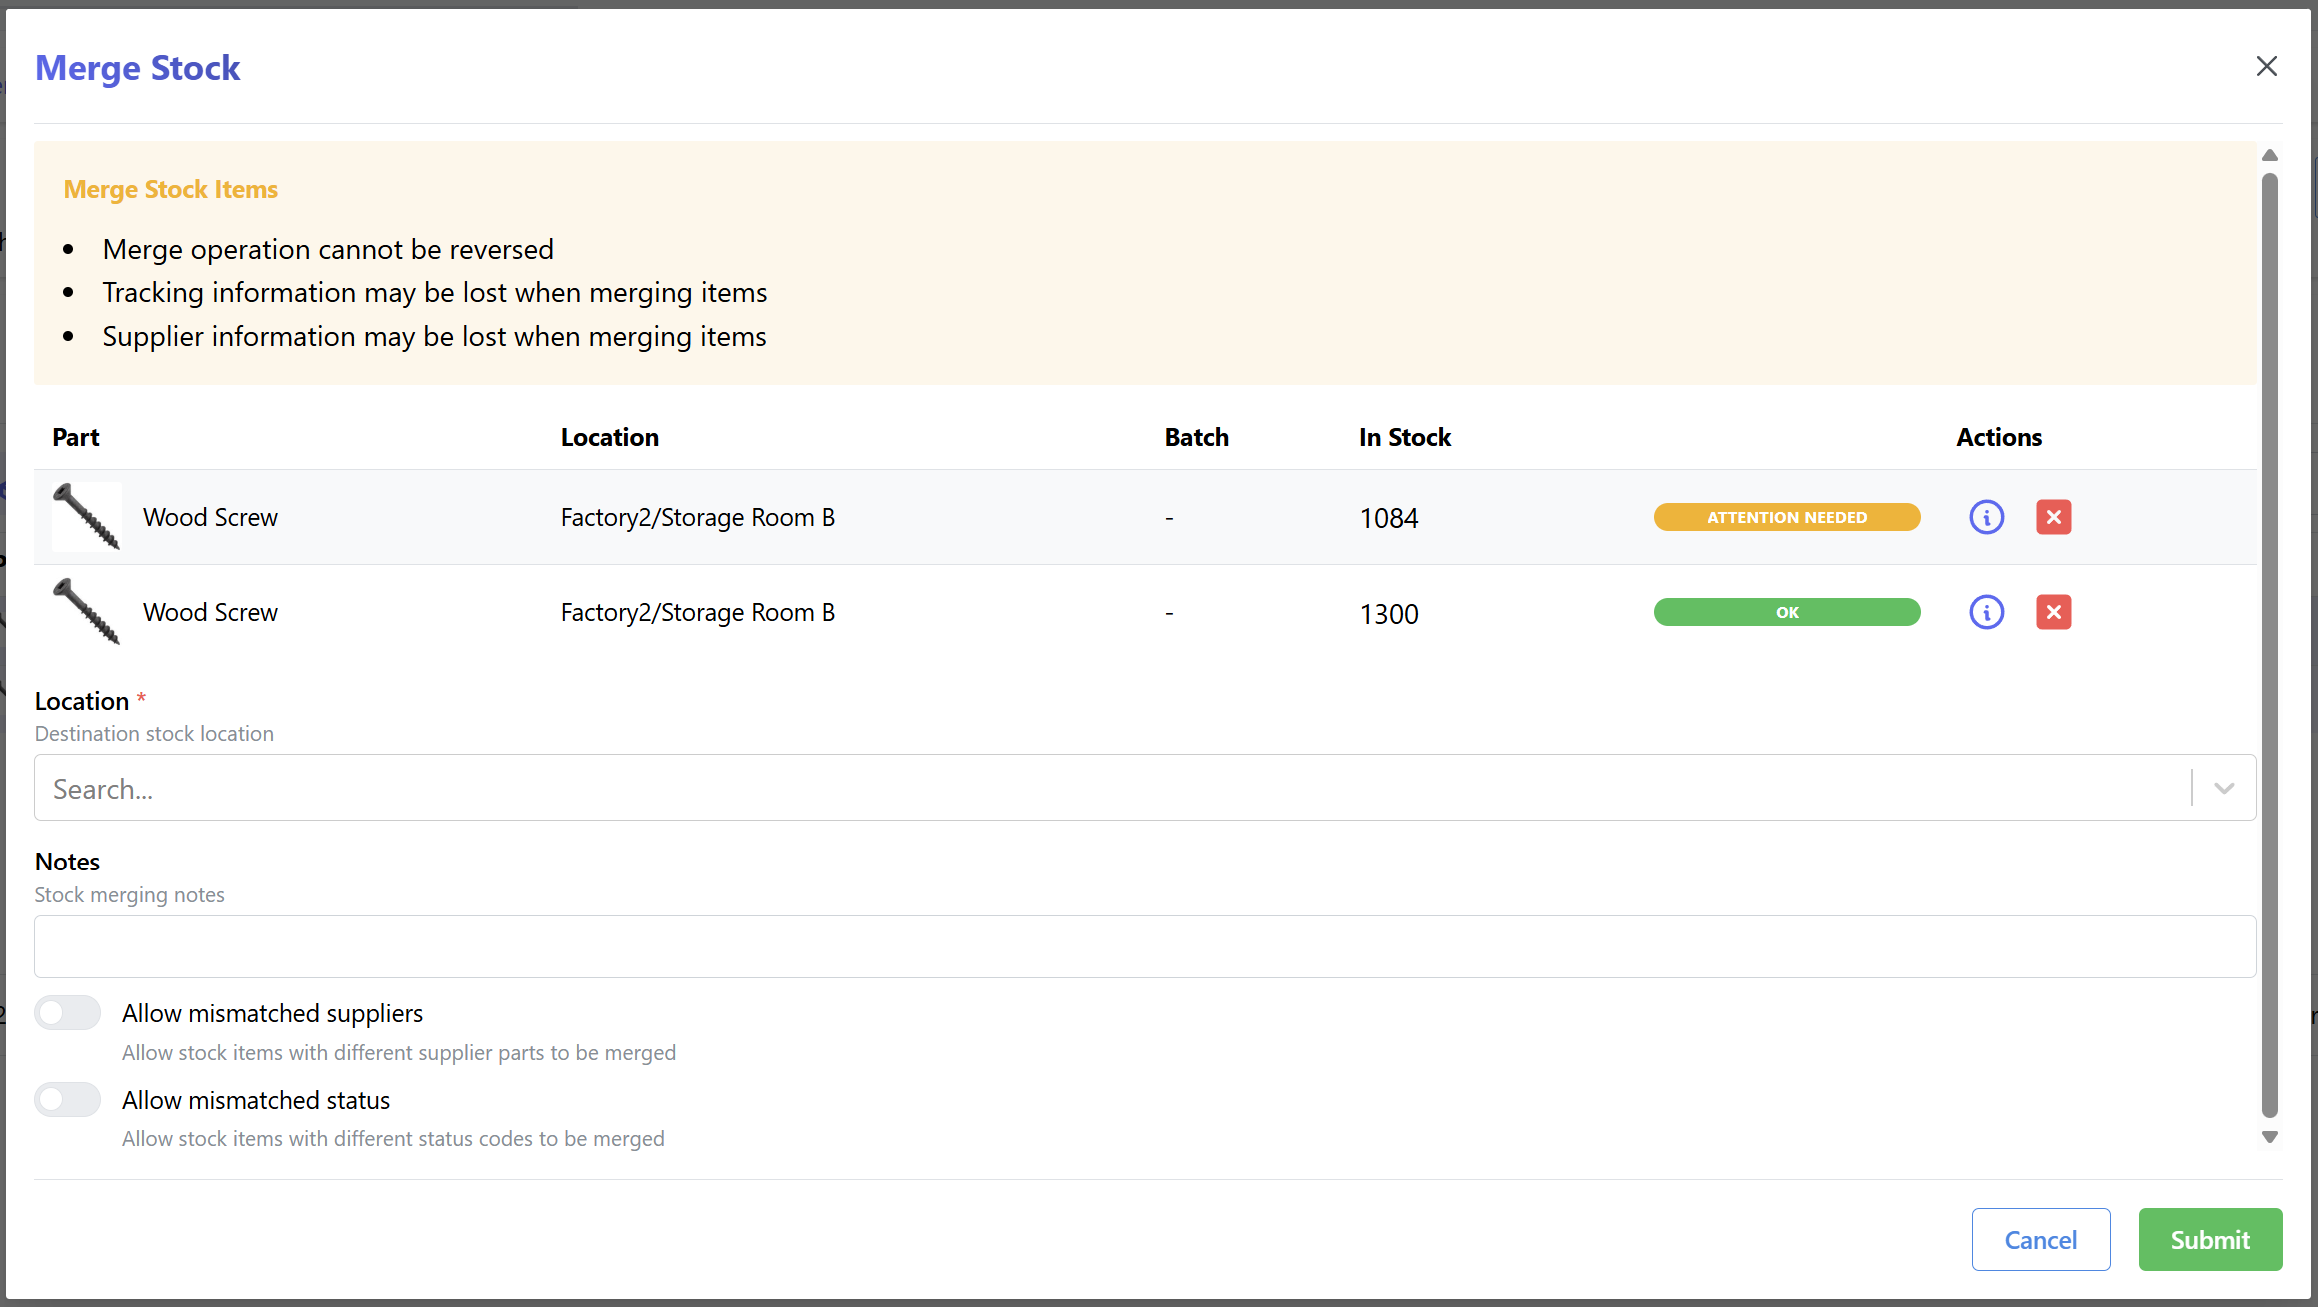 Merge Stock
Merge Stock Items
• Merge operation cannot be reversed
• Tracking information may be lost when merging items
• Supplier information may be lost when merging items
Part Location Batch In Stock Actions
Wood Screw Factory2/Storage Room B - 1084 ATTENTION NEEDED
Wood Screw Factory2/Storage Room B - 1300 OK
Location *
Destination stock location
Search...
Notes
Stock merging notes
Allow mismatched suppliers
Allow stock items with different supplier parts to be merged
Allow mismatched status
Allow stock items with different status codes to be merged
Cancel Submit